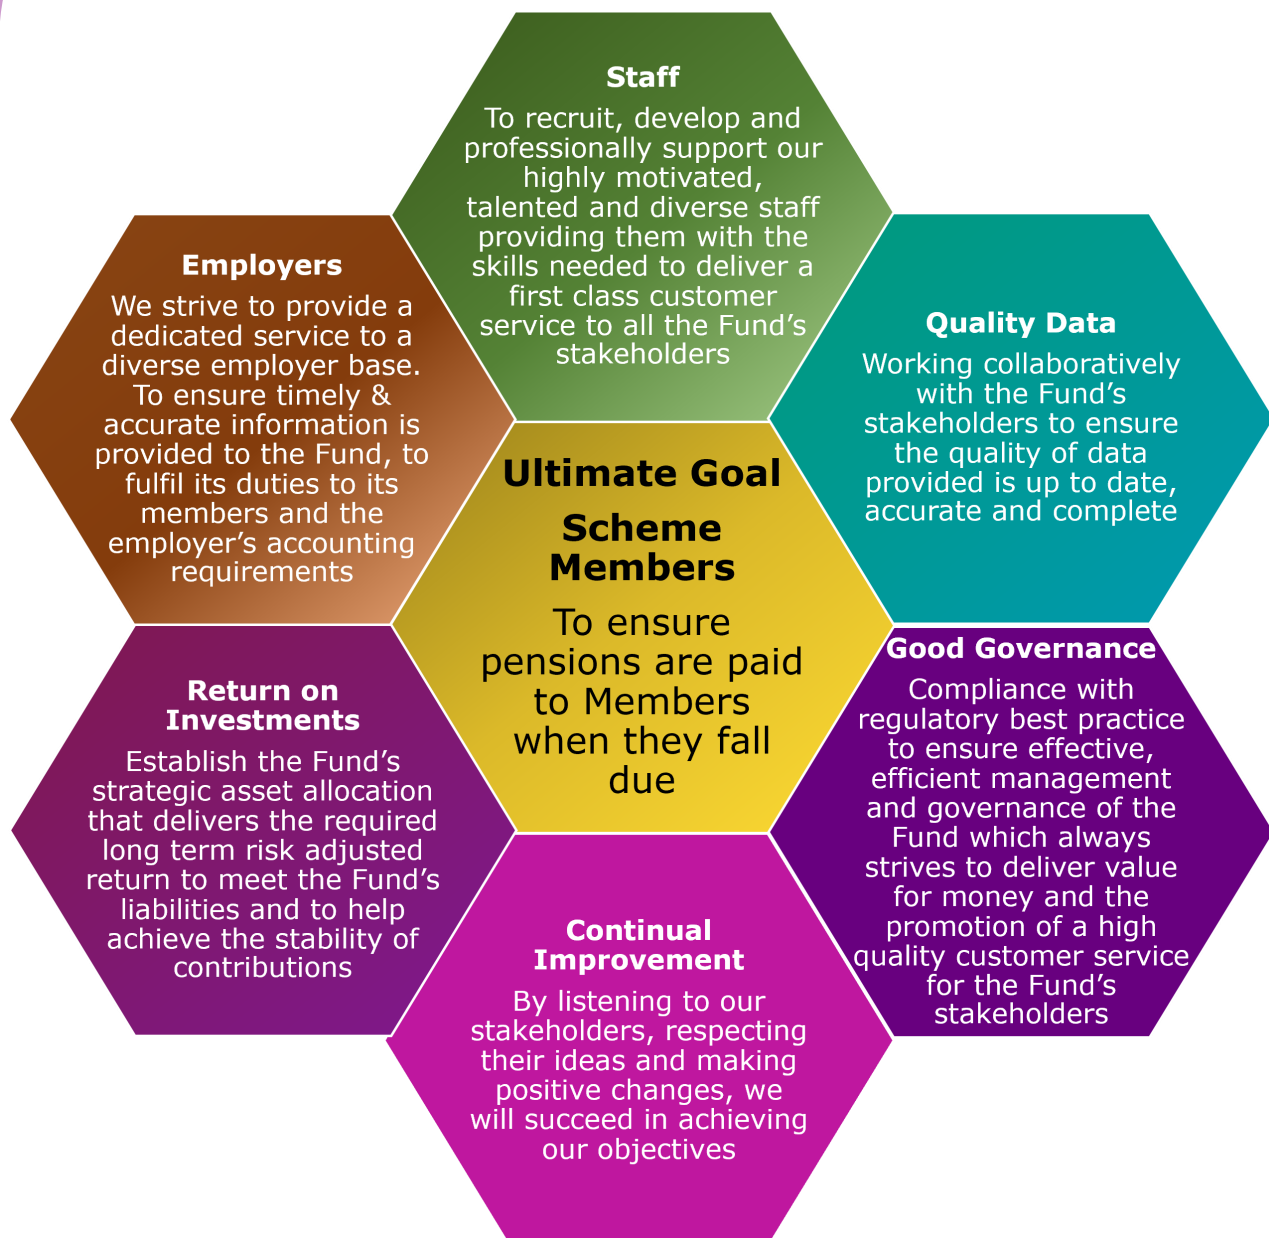 Staff
To recruit, develop and
professionally support our
highly motivated,
talented and diverse staff
providing them with the
skills needed to deliver a
first class customer
service to all the Fund’s
stakeholders
Employers
We strive to provide a
dedicated service to a
diverse employer base.
To ensure timely &
accurate information is
provided to the Fund, to
fulfil its duties to its
members and the
employer’s accounting
requirements
Quality Data
Working collaboratively
with the Fund’s
stakeholders to ensure
the quality of data
provided is up to date,
accurate and complete
Ultimate Goal
Scheme
Members
To ensure
pensions are paid
to Members
when they fall
due
Return on
Investments
Establish the Fund’s
strategic asset allocation
that delivers the required
long term risk adjusted
return to meet the Fund’s
liabilities and to help
achieve the stability of
contributions
Good Governance
Compliance with
regulatory best practice
to ensure effective,
efficient management
and governance of the
Fund which always
strives to deliver value
for money and the
promotion of a high
quality customer service
for the Fund’s
stakeholders
Continual
Improvement
By listening to our
stakeholders, respecting
their ideas and making
positive changes, we
will succeed in achieving
our objectives